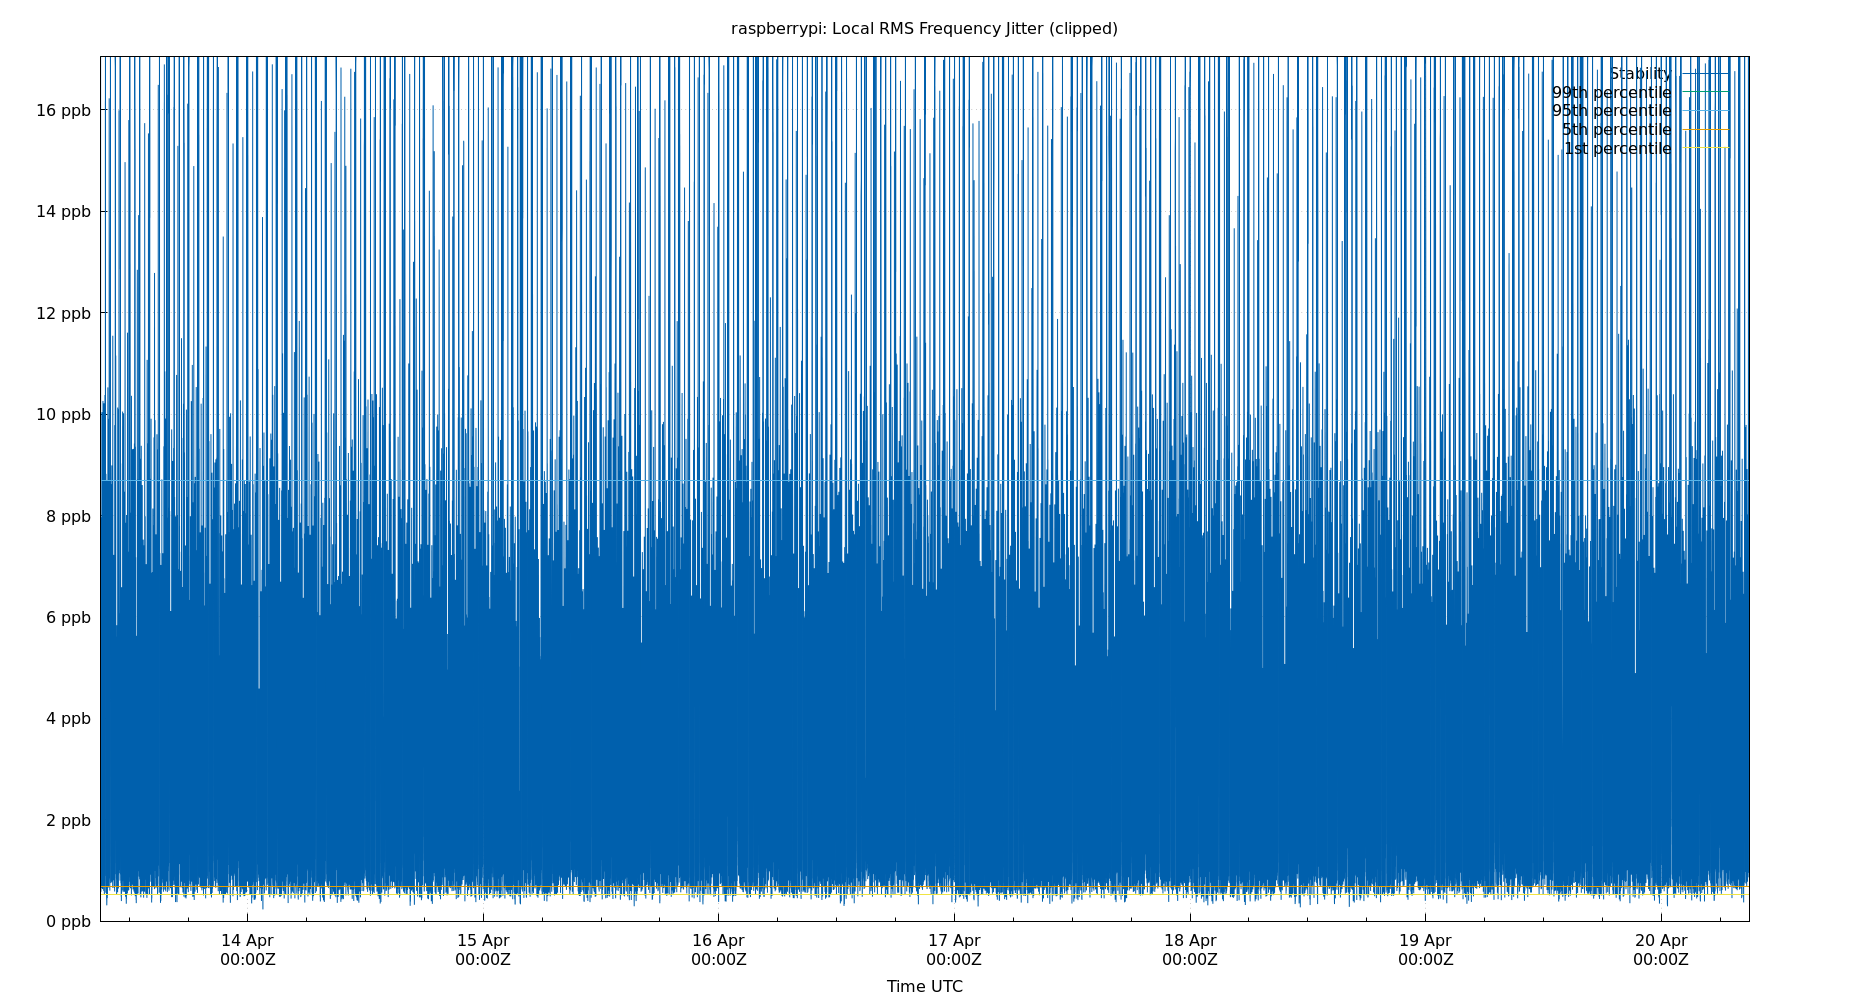 raspberrypi: Local RMS Frequency Jitter (clipped)
Stability
99th percentile
95th percentile
5th percentile
1st percentile
16 ppb
14 ppb
12 ppb
10 ppb
8 ppb
6 ppb
4 ppb
2 ppb
0 ppb
14 Apr 15 Apr 16 Apr 17 Apr 18 Apr 19 Apr 20 Apr
00:00Z 00:00Z 00:00Z 00:00Z 00:00Z 00:00Z 00:00Z
Time UTC